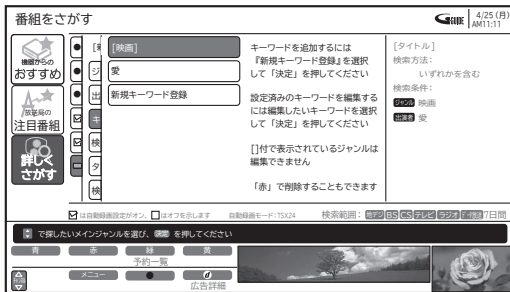 番組をさがす
GGUIDE
4/25 (月)
AM11:11
機器からの
おすすめ
放送局の
注目番組
詳しく
さがす
ジ
出
キ
検
タ
検
[映画]
愛
新規キーワード登録
キーワードを追加するには
『新規キーワード登録』を選択
して「決定」を押してください
設定済みのキーワードを編集する
には編集したいキーワードを選択
して「決定」を押してください
[]付で表示されているジャンルは
編集できません
「赤」で削除することもできます
[タイトル]
検索方法:
いずれかを含む
検索条件:
ジャンル 映画
出演者 愛
は自動録画設定がオン、 はオフを示します 自動録画モード:TSX24 検索範囲: 地デジ BS CS テレビ ラジオ 7日間
で探したいメインジャンルを選び、 決定 を押してください
青 赤 緑 黄
予約一覧
メニュー
広告詳細